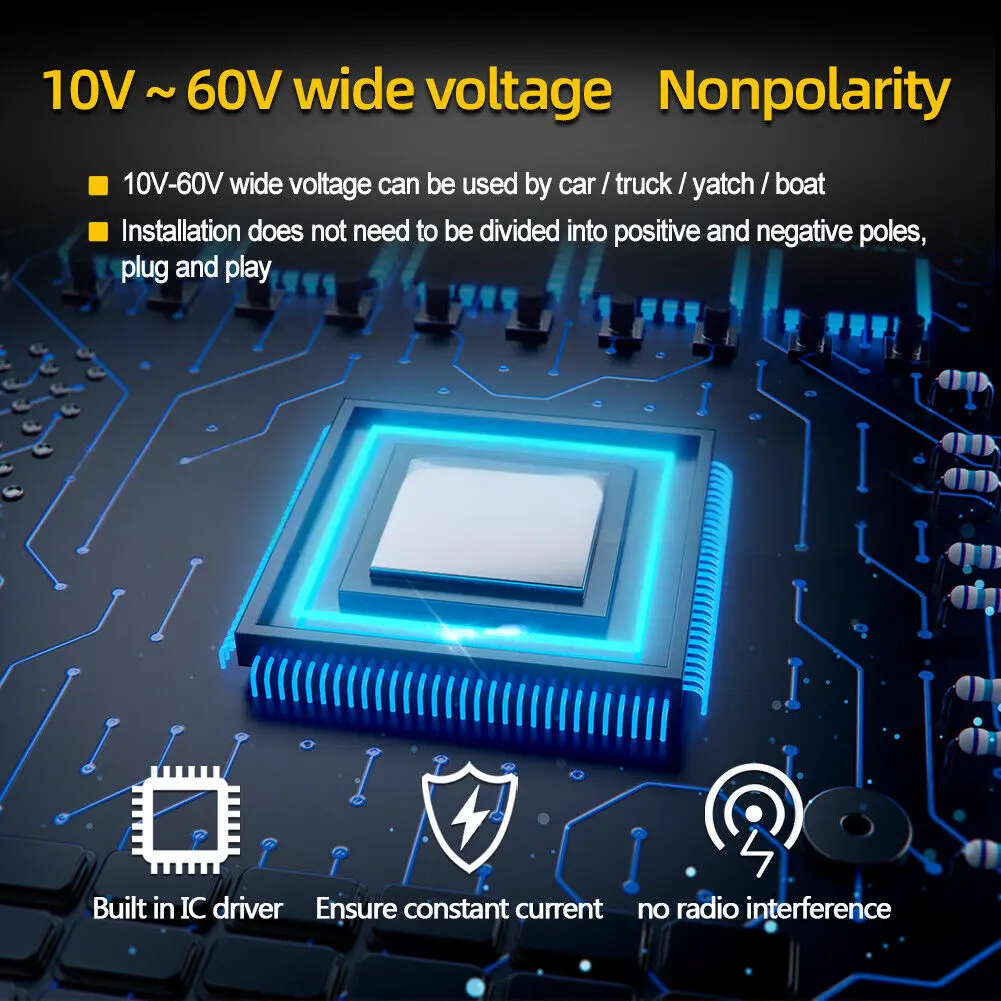 10V ~ 60V wide voltage Nonpolarity
10V-60V wide voltage can be used by car / truck / yatch / boat
Installation does not need to be divided into positive and negative poles,
plug and play
Built in IC driver Ensure constant current no radio interference